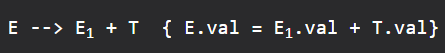 E --> E₁ + T { E.val = E₁.val + T.val}